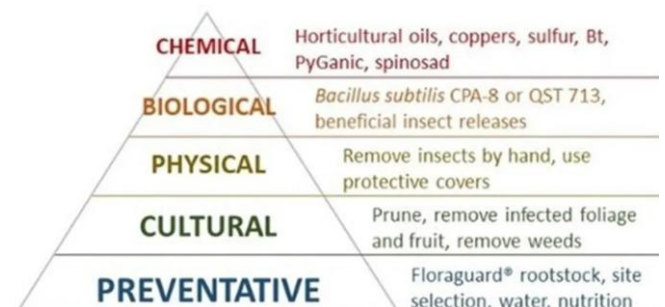 CHEMICAL
Horticultural oils, coppers, sulfur, Bt,
PyGanic, spinosad
BIOLOGICAL
Bacillus subtilis CPA-8 or QST 713,
beneficial insect releases
PHYSICAL
Remove insects by hand, use
protective covers
CULTURAL
Prune, remove infected foliage
and fruit, remove weeds
PREVENTATIVE
Floraguard® rootstock, site
selection, water, nutrition